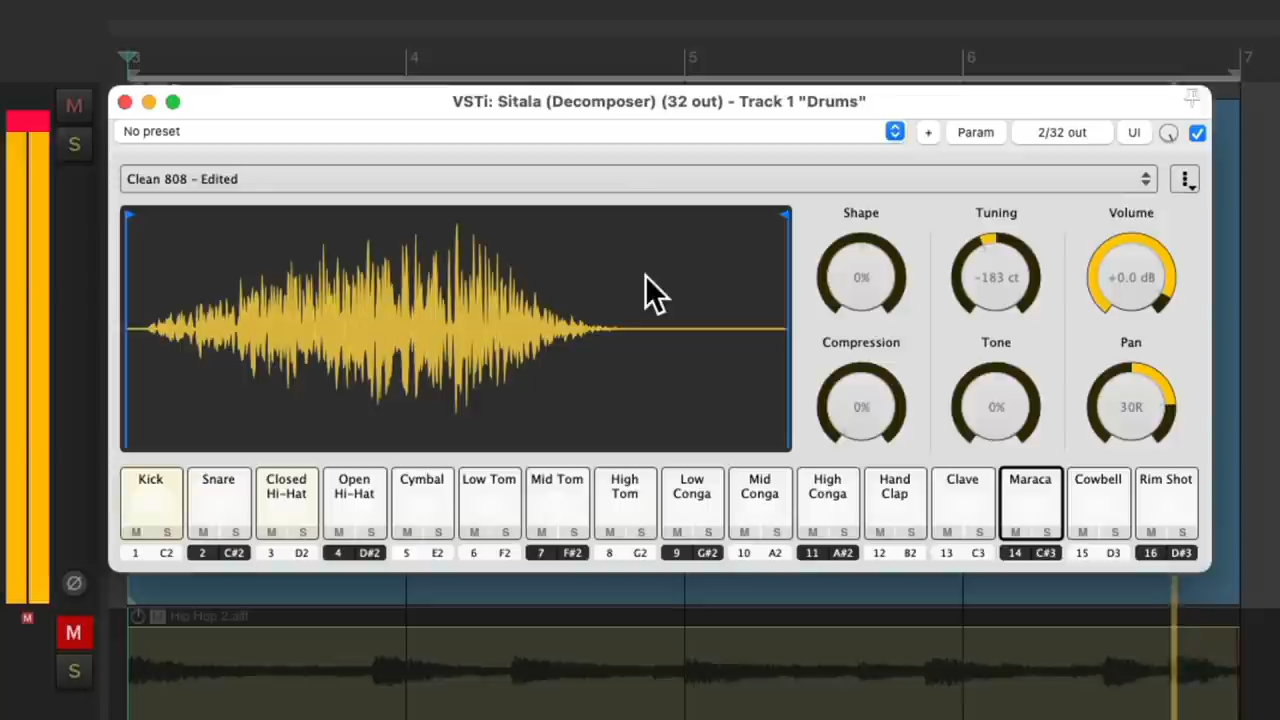 3 4 5 6 7
M
S
VSTi: Sitala (Decomposer) (32 out) - Track 1 "Drums"
No preset + Param 2/32 out UI
Clean 808 - Edited
Shape Tuning Volume
0% -183 ct +0.0 dB
Compression Tone Pan
0% 0% 30R
Kick Snare Closed Hi-Hat Open Hi-Hat Cymbal Low Tom Mid Tom High Tom Low Conga Mid Conga High Conga Hand Clap Clave Maraca Cowbell Rim Shot
M S M S M S M S M S M S M S M S M S M S M S M S M S M S M S M S
1 C2 2 C#2 3 D2 4 D#2 5 E2 6 F2 7 F#2 8 G2 9 G#2 10 A2 11 A#2 12 B2 13 C3 14 C#3 15 D3 16 D#3
Ø
M
M Hip Hop 2.aiff
M
S